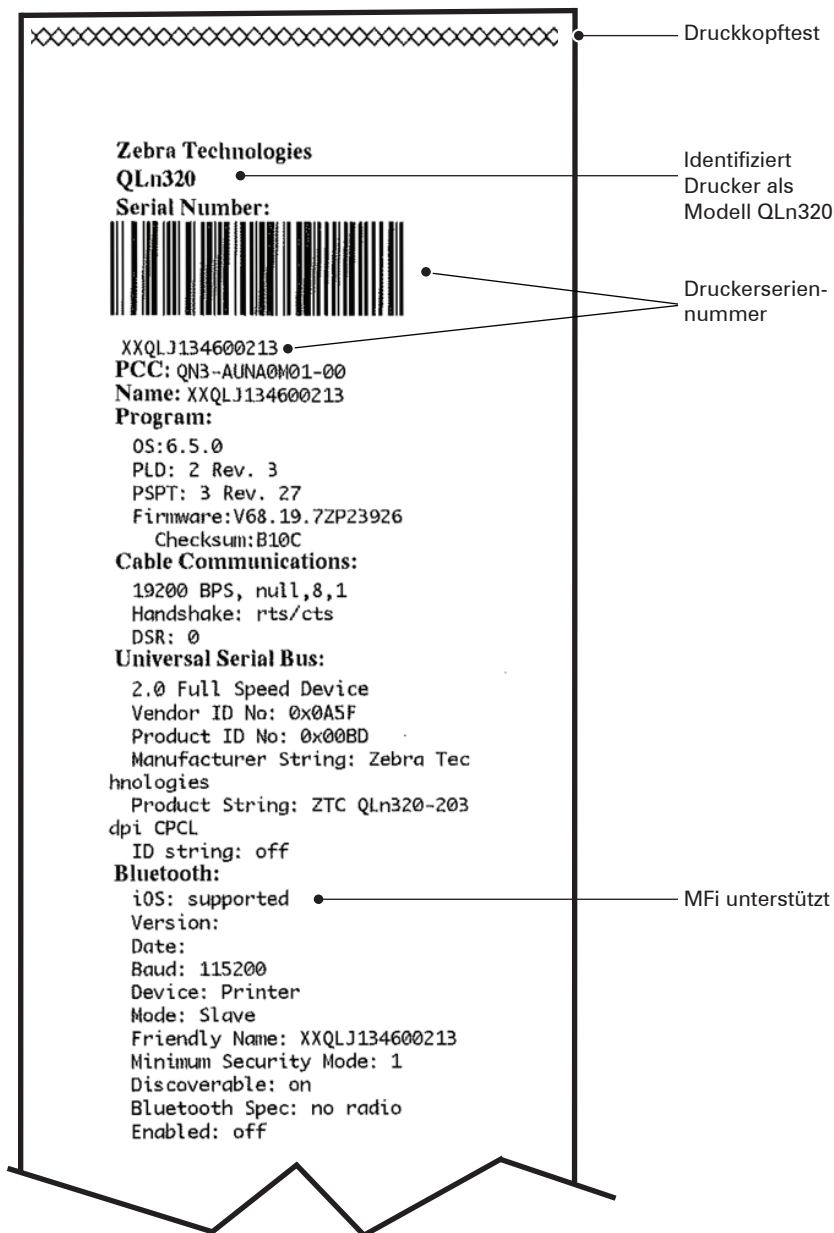 Druckkopftest
Zebra Technologies
QLn320
Identifiziert
Drucker als
Modell QLn320
Serial Number:
Druckerserien-
nummer
XXQLJ134600213
PCC: QN3-AUNA0M01-00
Name: XXQLJ134600213
Program:
OS:6.5.0
PLD: 2 Rev. 3
PSPT: 3 Rev. 27
Firmware:V68.19.7ZP23926
Checksum:B10C
Cable Communications:
19200 BPS, null,8,1
Handshake: rts/cts
DSR: 0
Universal Serial Bus:
2.0 Full Speed Device
Vendor ID No: 0x0A5F
Product ID No: 0x00BD
Manufacturer String: Zebra Tec
hnologies
Product String: ZTC QLn320-203
dpi CPCL
ID string: off
Bluetooth:
iOS: supported
MFi unterstützt
Version:
Date:
Baud: 115200
Device: Printer
Mode: Slave
Friendly Name: XXQLJ134600213
Minimum Security Mode: 1
Discoverable: on
Bluetooth Spec: no radio
Enabled: off